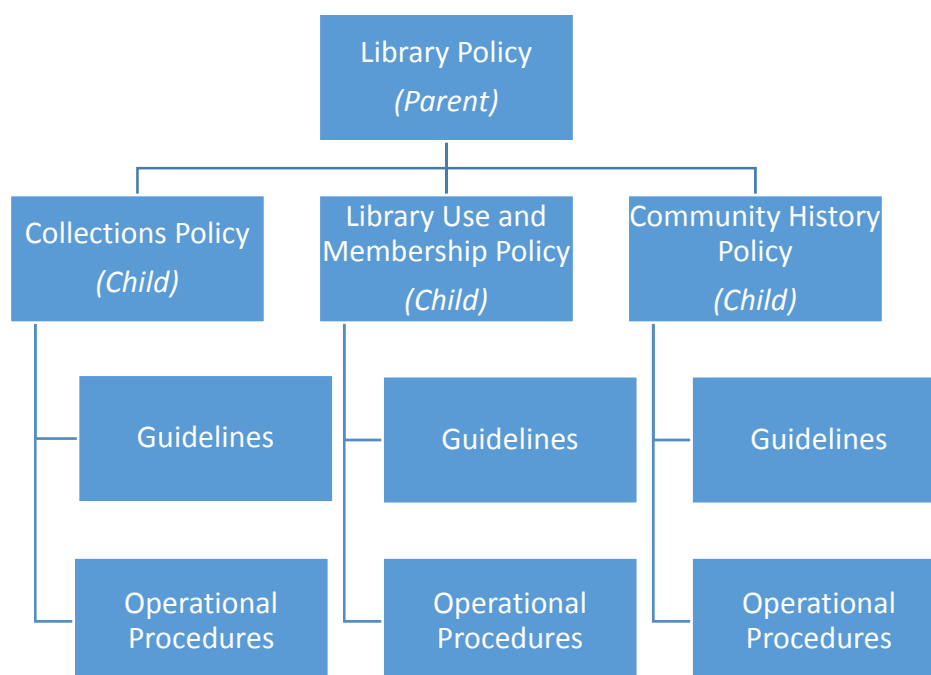 Library Policy
(Parent)
Collections Policy
(Child)
Library Use and
Membership Policy
(Child)
Community History
Policy
(Child)
Guidelines
Guidelines
Guidelines
Operational
Procedures
Operational
Procedures
Operational
Procedures